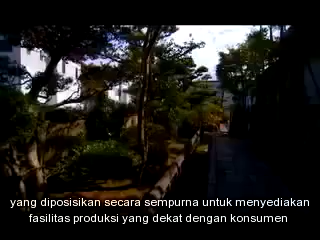 yang diposisikan secara sempurna untuk menyediakan
fasilitas produksi yang dekat dengan konsumen